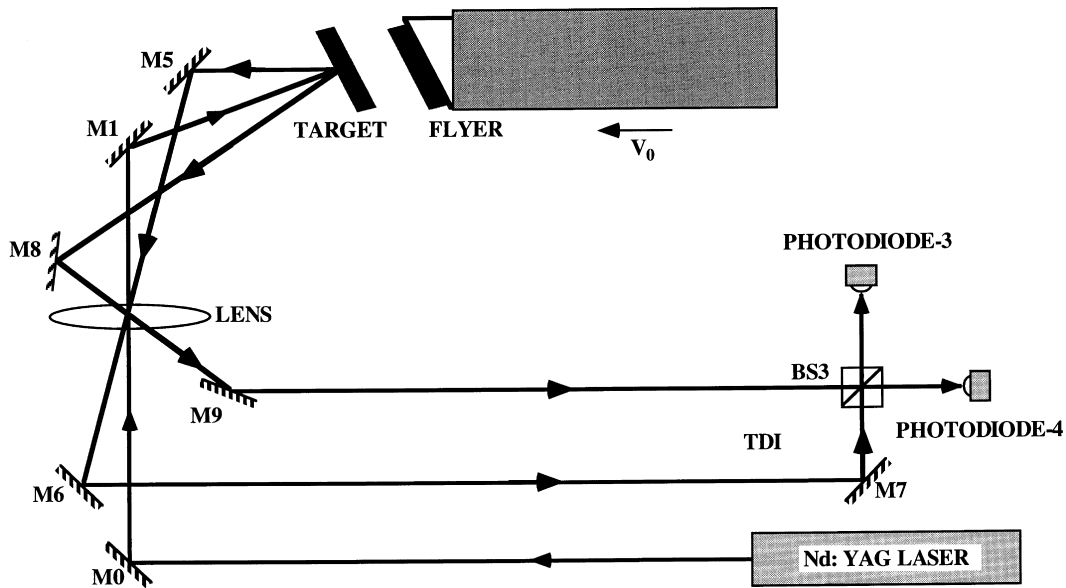 M5
TARGET
FLYER
V0
M1
M8
LENS
PHOTODIODE-3
BS3
M9
PHOTODIODE-4
TDI
M6
M7
M0
Nd: YAG LASER